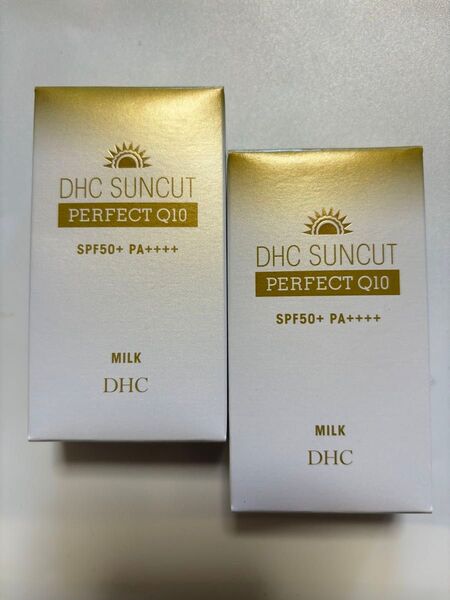 DHC SUNCUT
PERFECT Q10
SPF50+ PA++++
MILK
DHC
DHC SUNCUT
PERFECT Q10
SPF50+ PA++++
MILK
DHC